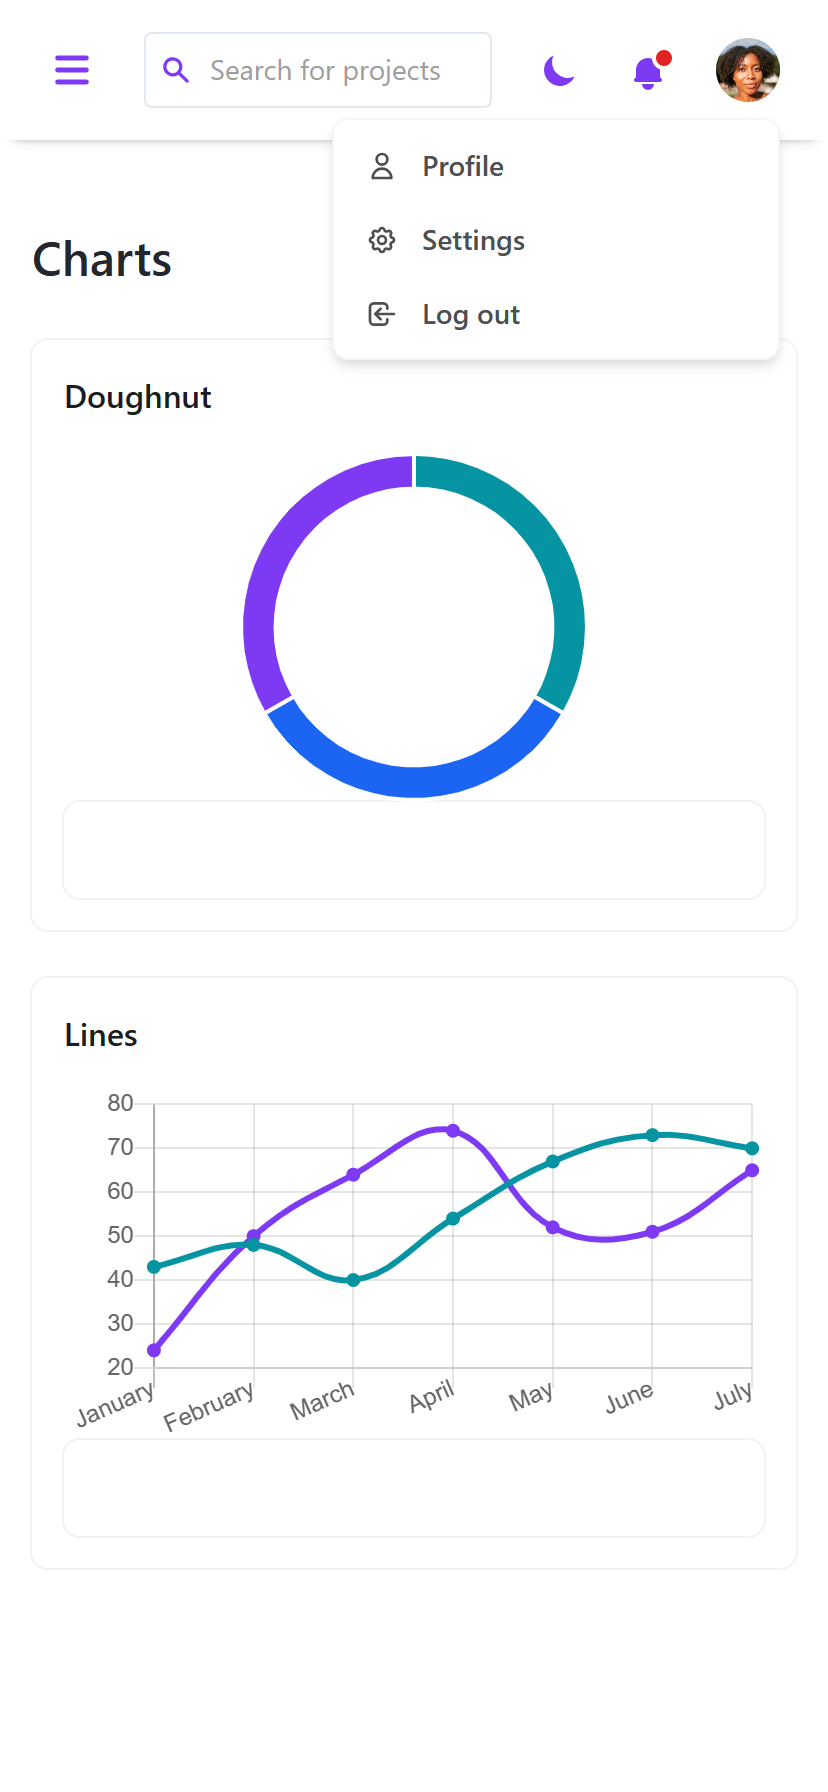 Search for projects
Profile
Settings
Log out
Charts
Doughnut
Lines
80
70
60
50
40
30
20
January February March April May June July